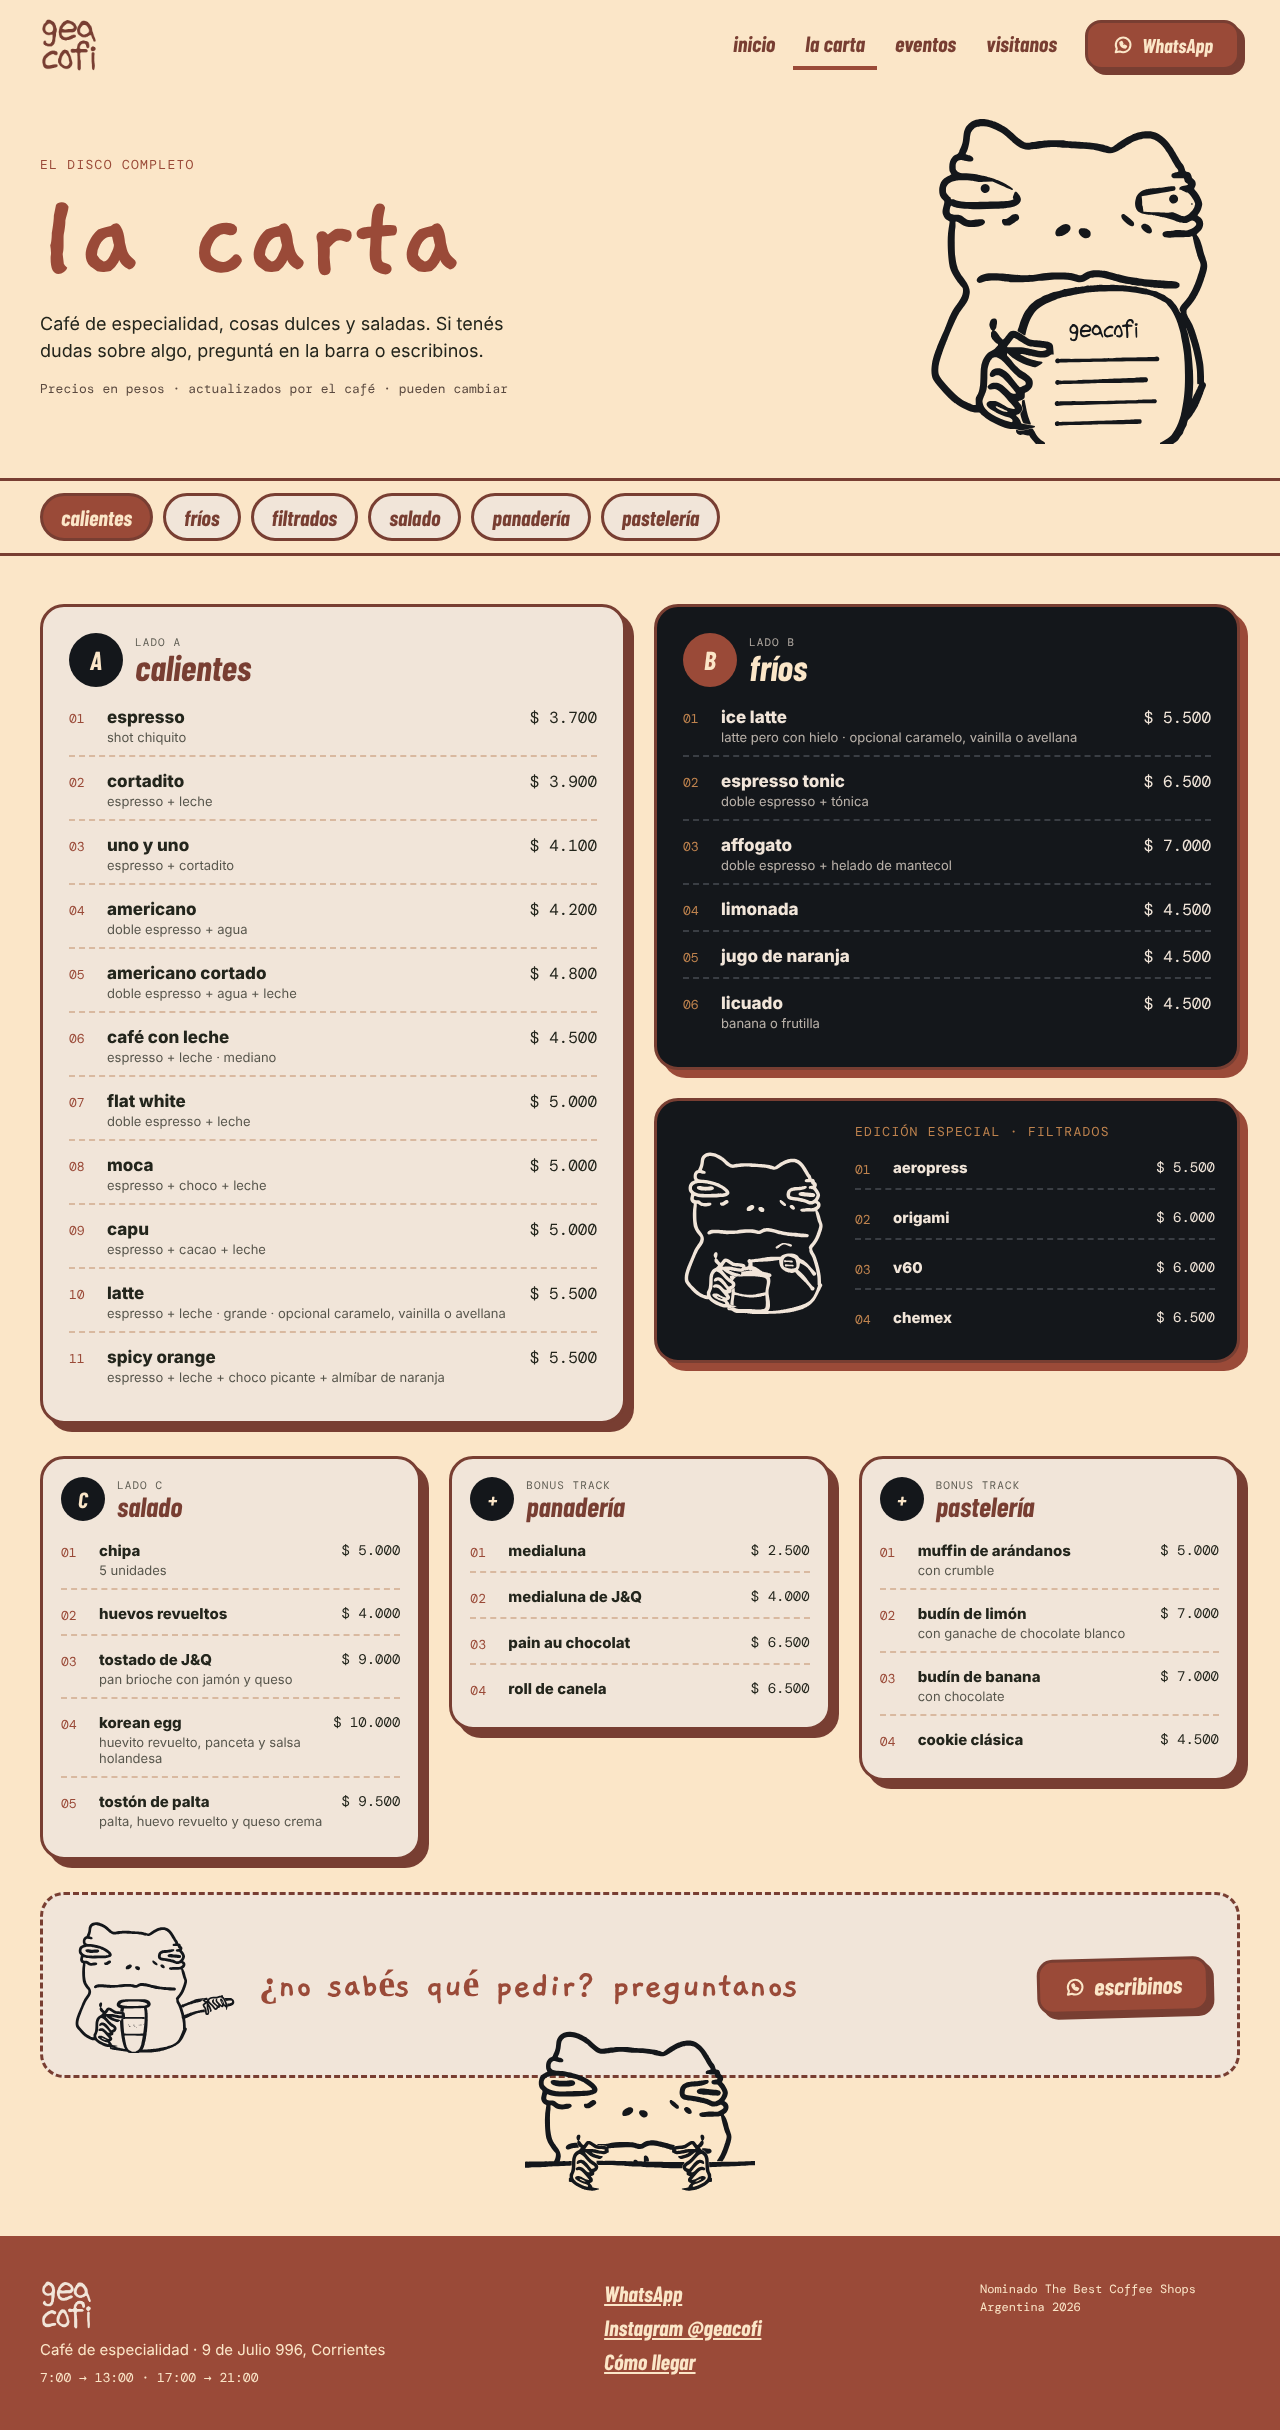 gea
cofi
inicio la carta eventos visitanos WhatsApp
EL DISCO COMPLETO
la carta
Café de especialidad, cosas dulces y saladas. Si tenés
dudas sobre algo, preguntá en la barra o escribinos.
Precios en pesos · actualizados por el café · pueden cambiar
geacofi
calientes fríos filtrados salado panadería pastelería
A
LADO A
calientes
01 espresso $ 3.700
shot chiquito
02 cortadito $ 3.900
espresso + leche
03 uno y uno $ 4.100
espresso + cortadito
04 americano $ 4.200
doble espresso + agua
05 americano cortado $ 4.800
doble espresso + agua + leche
06 café con leche $ 4.500
espresso + leche · mediano
07 flat white $ 5.000
doble espresso + leche
08 moca $ 5.000
espresso + choco + leche
09 capu $ 5.000
espresso + cacao + leche
10 latte $ 5.500
espresso + leche · grande · opcional caramelo, vainilla o avellana
11 spicy orange $ 5.500
espresso + leche + choco picante + almíbar de naranja
B
LADO B
fríos
01 ice latte $ 5.500
latte pero con hielo · opcional caramelo, vainilla o avellana
02 espresso tonic $ 6.500
doble espresso + tónica
03 affogato $ 7.000
doble espresso + helado de mantecol
04 limonada $ 4.500
05 jugo de naranja $ 4.500
06 licuado $ 4.500
banana o frutilla
EDICIÓN ESPECIAL · FILTRADOS
01 aeropress $ 5.500
02 origami $ 6.000
03 v60 $ 6.000
04 chemex $ 6.500
C
LADO C
salado
01 chipa $ 5.000
5 unidades
02 huevos revueltos $ 4.000
03 tostado de J&Q $ 9.000
pan brioche con jamón y queso
04 korean egg $ 10.000
huevito revuelto, panceta y salsa
holandesa
05 tostón de palta $ 9.500
palta, huevo revuelto y queso crema
+
BONUS TRACK
panadería
01 medialuna $ 2.500
02 medialuna de J&Q $ 4.000
03 pain au chocolat $ 6.500
04 roll de canela $ 6.500
+
BONUS TRACK
pastelería
01 muffin de arándanos $ 5.000
con crumble
02 budín de limón $ 7.000
con ganache de chocolate blanco
03 budín de banana $ 7.000
con chocolate
04 cookie clásica $ 4.500
¿no sabés qué pedir? preguntanos
escribinos
gea
cofi
Café de especialidad · 9 de Julio 996, Corrientes
7:00 → 13:00 · 17:00 → 21:00
WhatsApp
Instagram @geacofi
Cómo llegar
Nominado The Best Coffee Shops
Argentina 2026